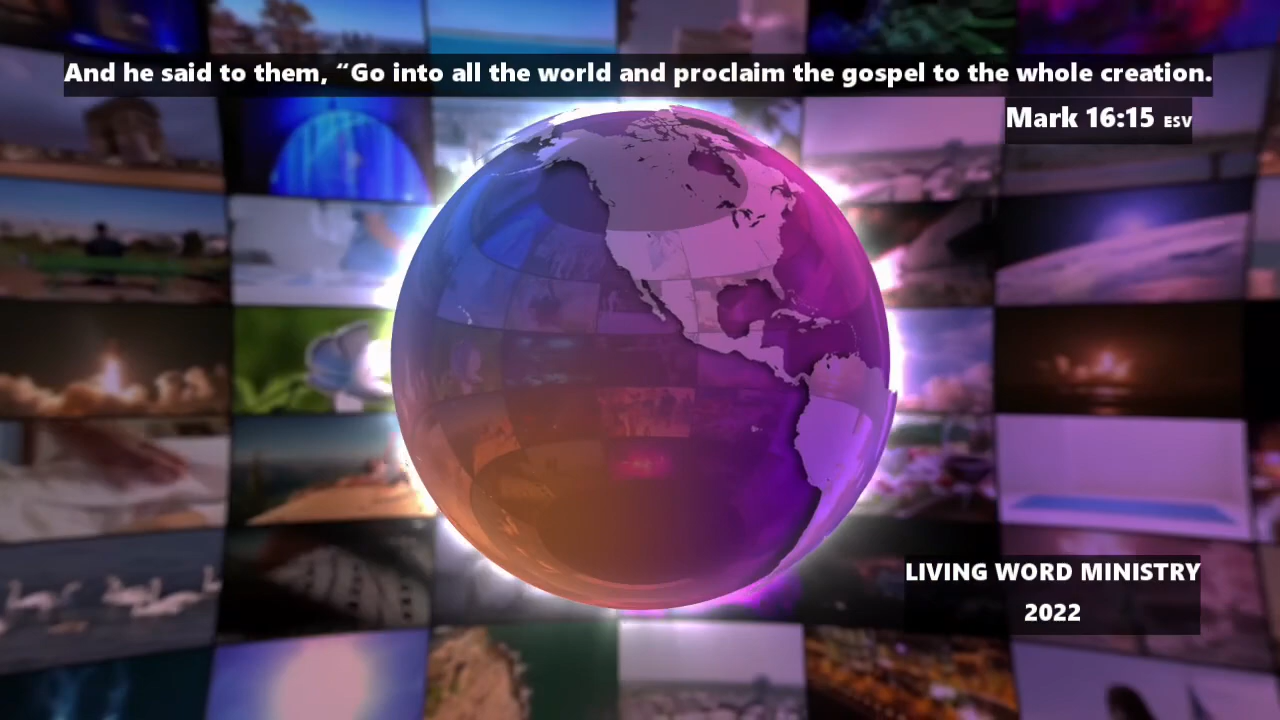 And he said to them, “Go into all the world and proclaim the gospel to the whole creation.
Mark 16:15 ESV
LIVING WORD MINISTRY
2022